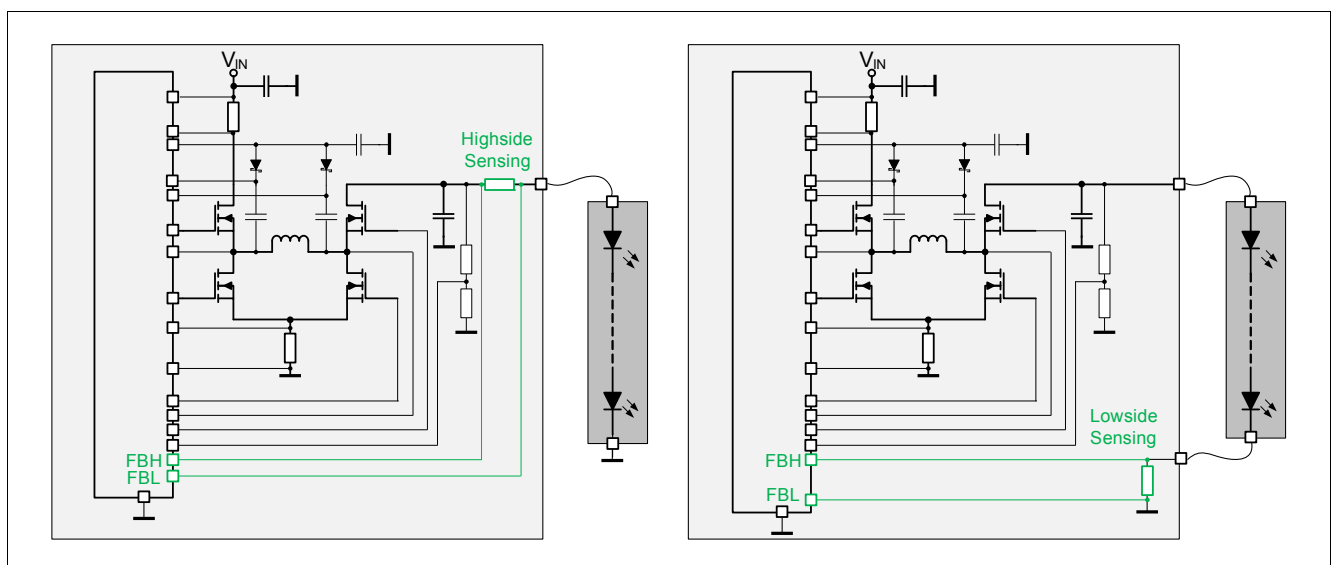 VIN
Highside
Sensing
FBH
FBL
VIN
Lowside
Sensing
FBH
FBL